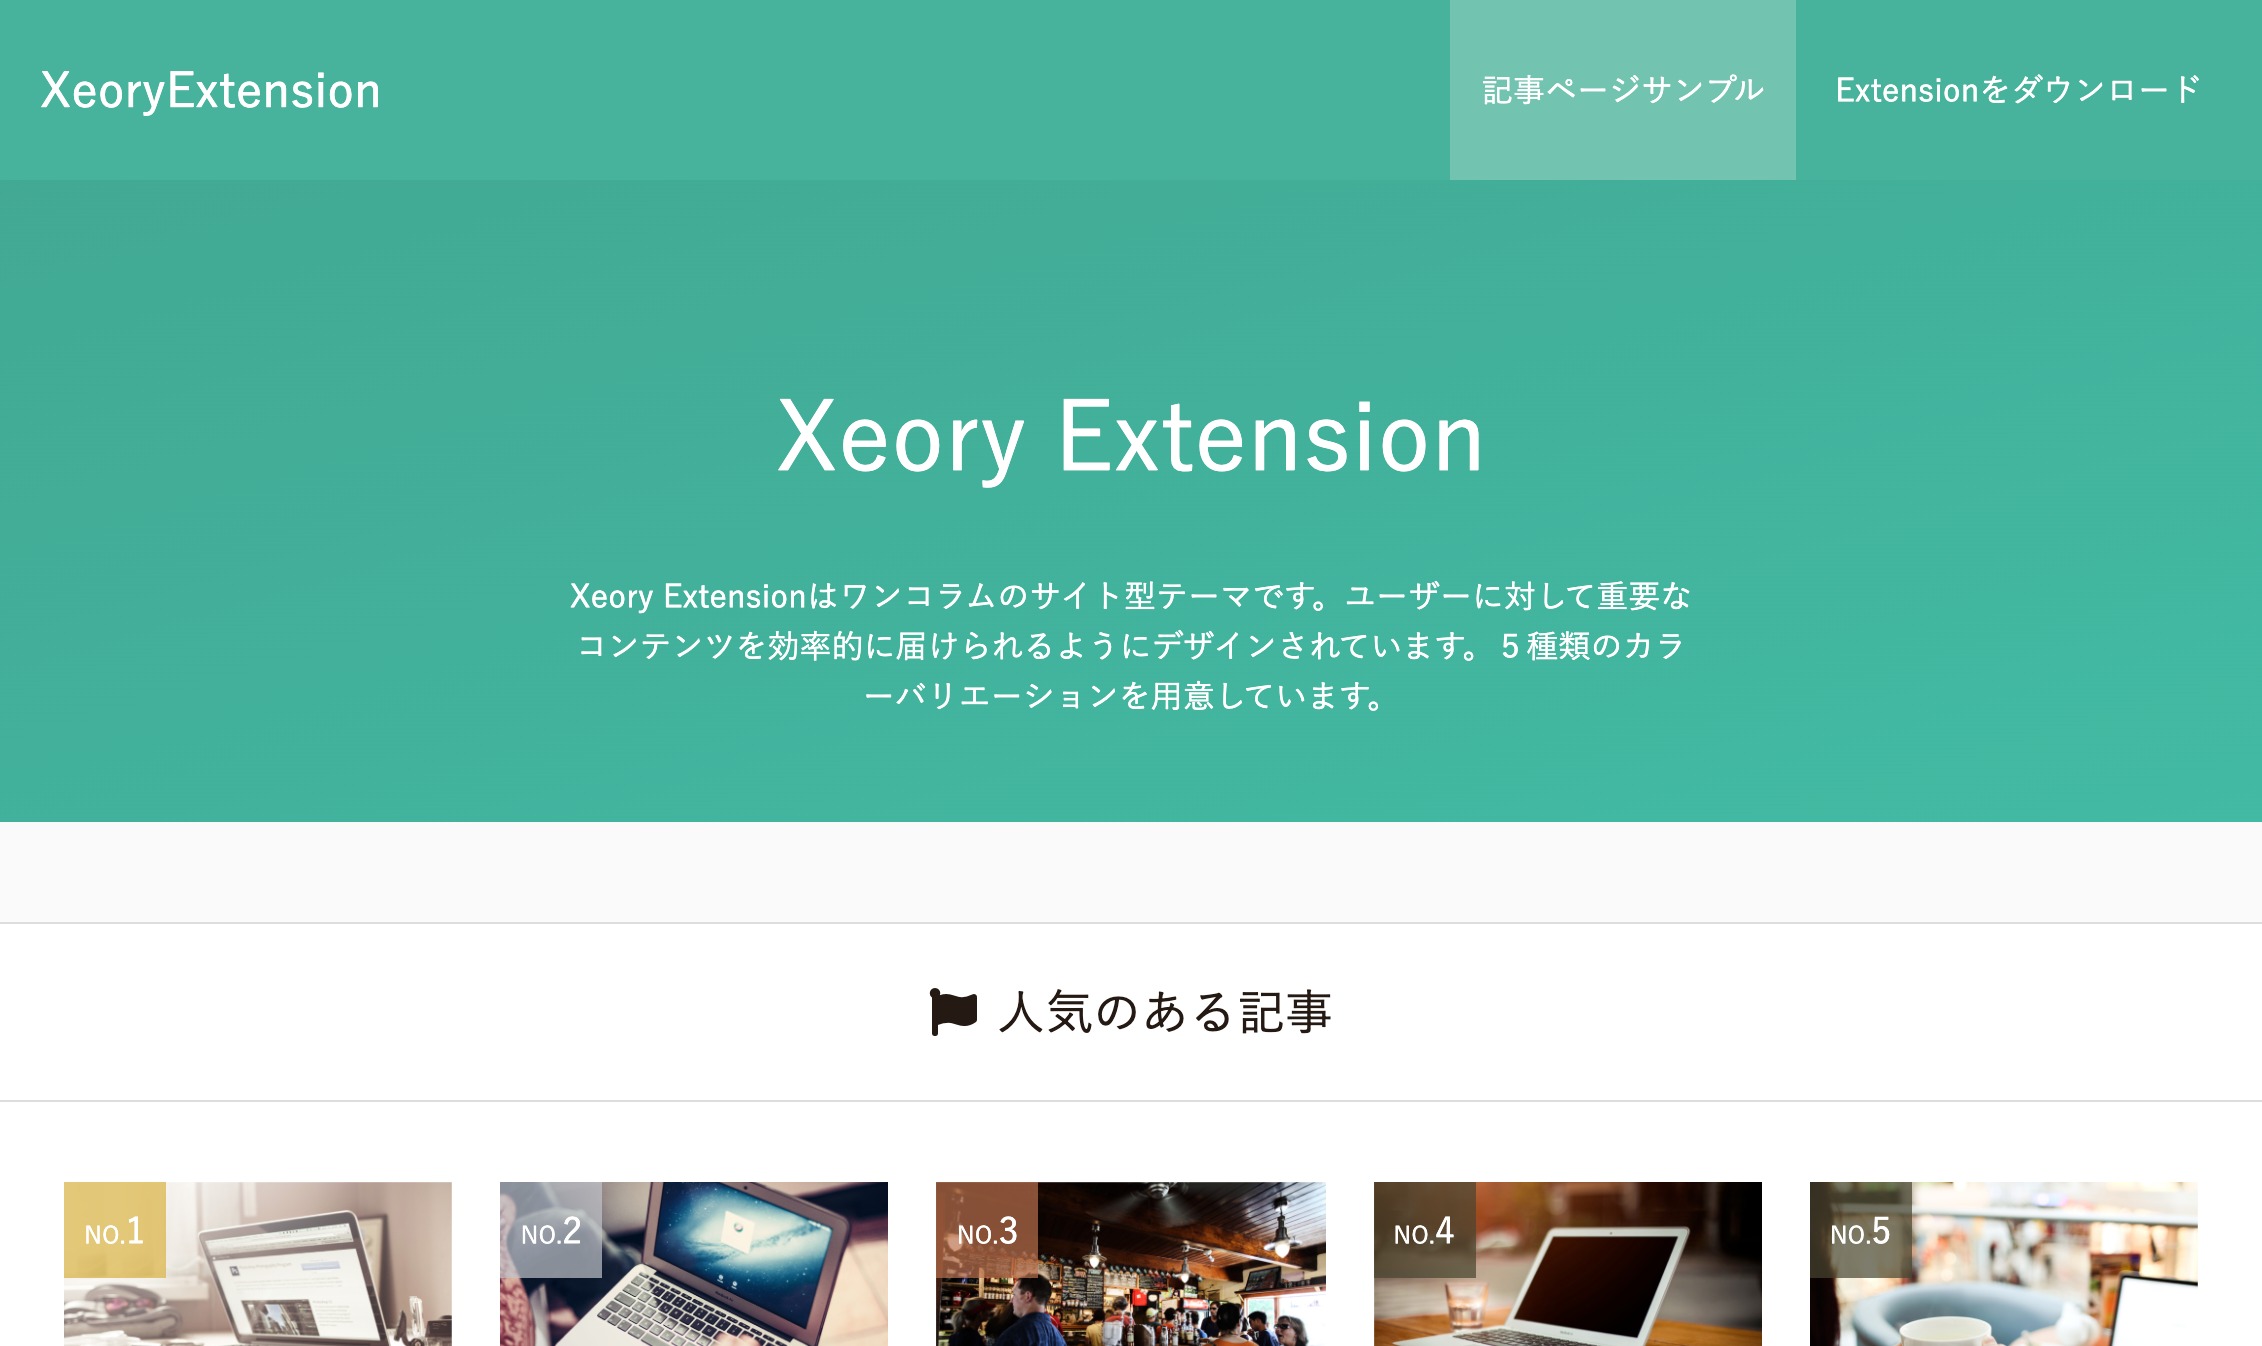 XeoryExtension
記事ページサンプル
Extensionをダウンロード
Xeory Extension
Xeory Extensionはワンコラムのサイト型テーマです。ユーザーに対して重要な
コンテンツを効率的に届けられるようにデザインされています。５種類のカラ
ーバリエーションを用意しています。
人気のある記事
NO.1
NO.2
NO.3
NO.4
NO.5